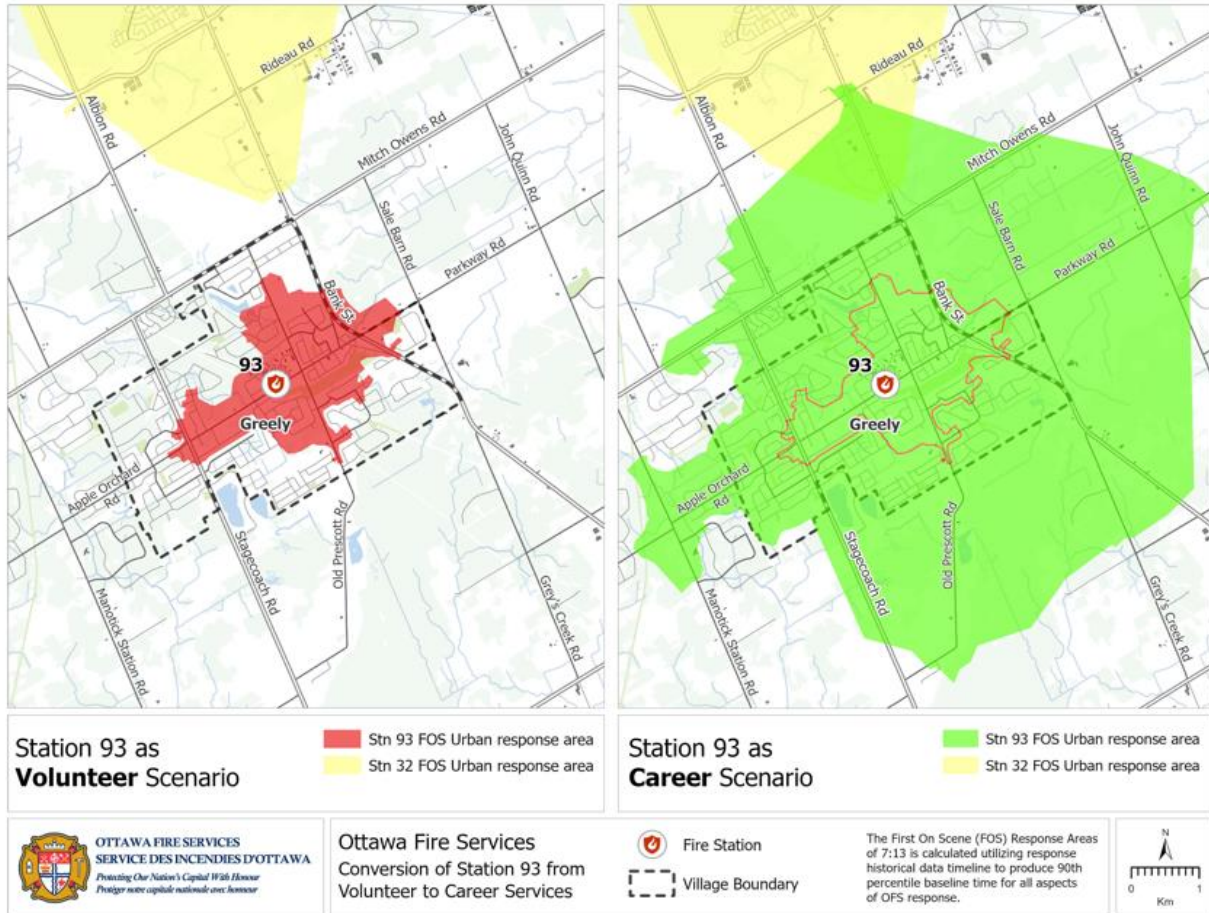 Rideau Rd
Albion Rd
Mitch Owens Rd
John Quinn Rd
Sale Barn Rd
Parkway Rd
Bank St
93
Greely
Apple Orchard
Rd
Stagecoach Rd
Old Prescott Rd
Manotick Station Rd
Grey's Creek Rd
Rideau Rd
Albion Rd
Mitch Owens Rd
John Quinn Rd
Sale Barn Rd
Parkway Rd
Bank St
93
Greely
Apple Orchard
Rd
Stagecoach Rd
Old Prescott Rd
Manotick Station Rd
Grey's Creek Rd
Station 93 as
Volunteer Scenario
Stn 93 FOS Urban response area
Stn 32 FOS Urban response area
Station 93 as
Career Scenario
Stn 93 FOS Urban response area
Stn 32 FOS Urban response area
OTTAWA FIRE SERVICES
SERVICE DES INCENDIES D'OTTAWA
Protecting Our Nation's Capital With Honour
Protéger notre capitale nationale avec honneur
Ottawa Fire Services
Conversion of Station 93 from
Volunteer to Career Services
Fire Station
Village Boundary
The First On Scene (FOS) Response Areas
of 7:13 is calculated utilizing response
historical data timeline to produce 90th
percentile baseline time for all aspects
of OFS response.
N
0 1
Km